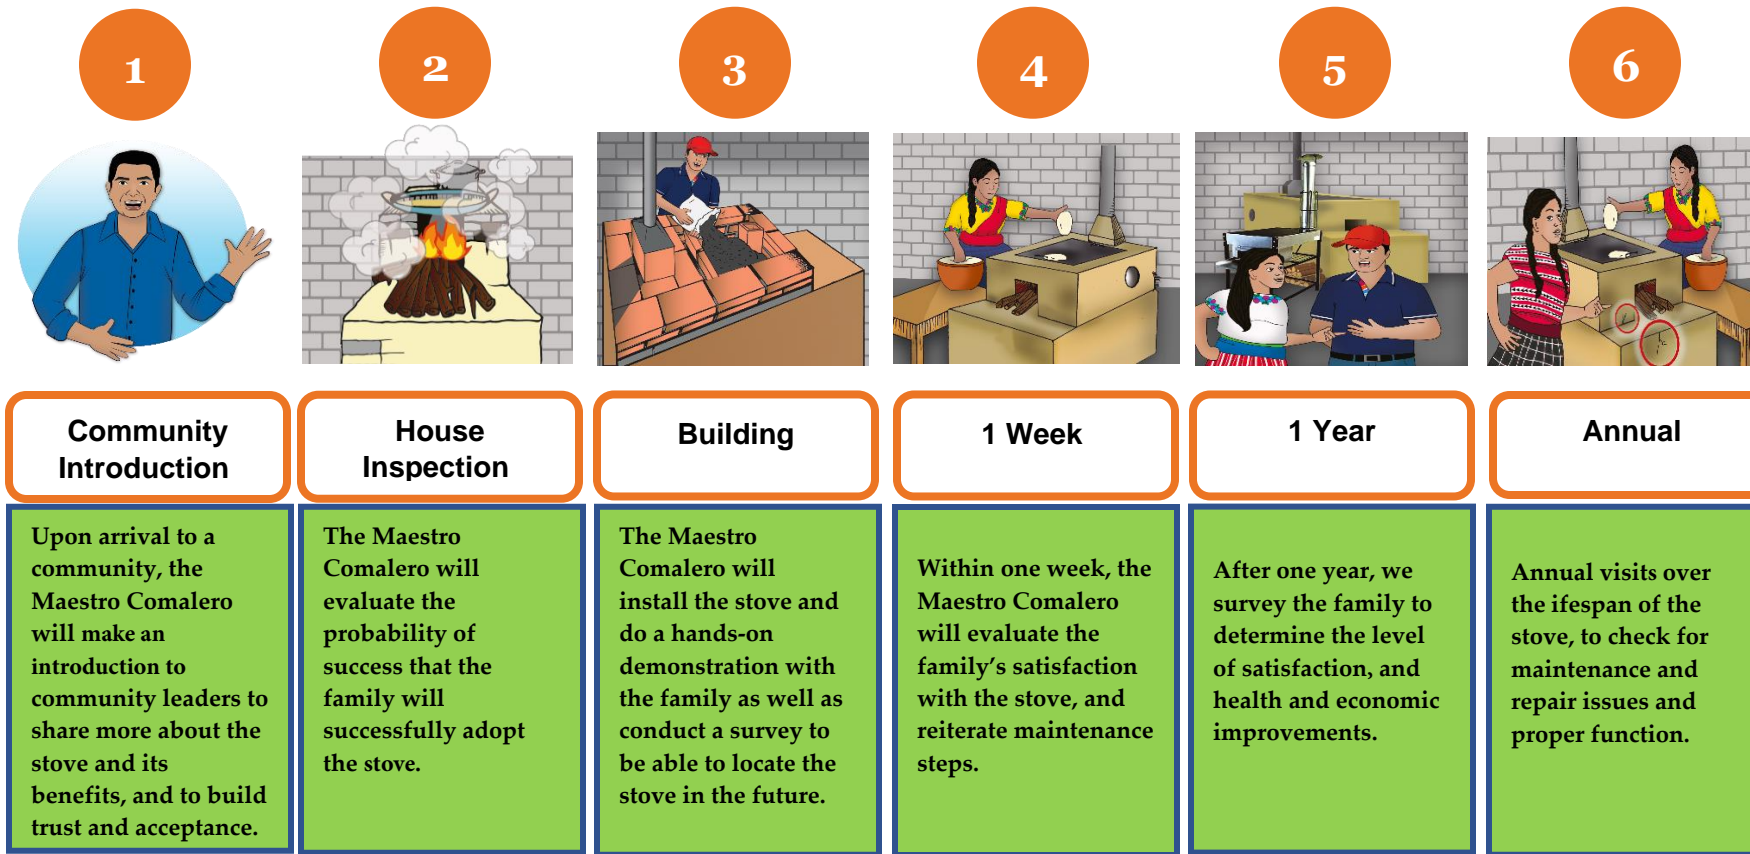 1
2
3
4
5
6
Community
Introduction
House
Inspection
Building
1 Week
1 Year
Annual
Upon arrival to a
community, the
Maestro Comalero
will make an
introduction to
community leaders to
share more about the
stove and its
benefits, and to build
trust and acceptance.
The Maestro
Comalero will
evaluate the
probability of
success that the
family will
successfully adopt
the stove.
The Maestro
Comalero will
install the stove and
do a hands-on
demonstration with
the family as well as
conduct a survey to
be able to locate the
stove in the future.
Within one week, the
Maestro Comalero
will evaluate the
family’s satisfaction
with the stove, and
reiterate maintenance
steps.
After one year, we
survey the family to
determine the level
of satisfaction, and
health and economic
improvements.
Annual visits over
the ifespan of the
stove, to check for
maintenance and
repair issues and
proper function.